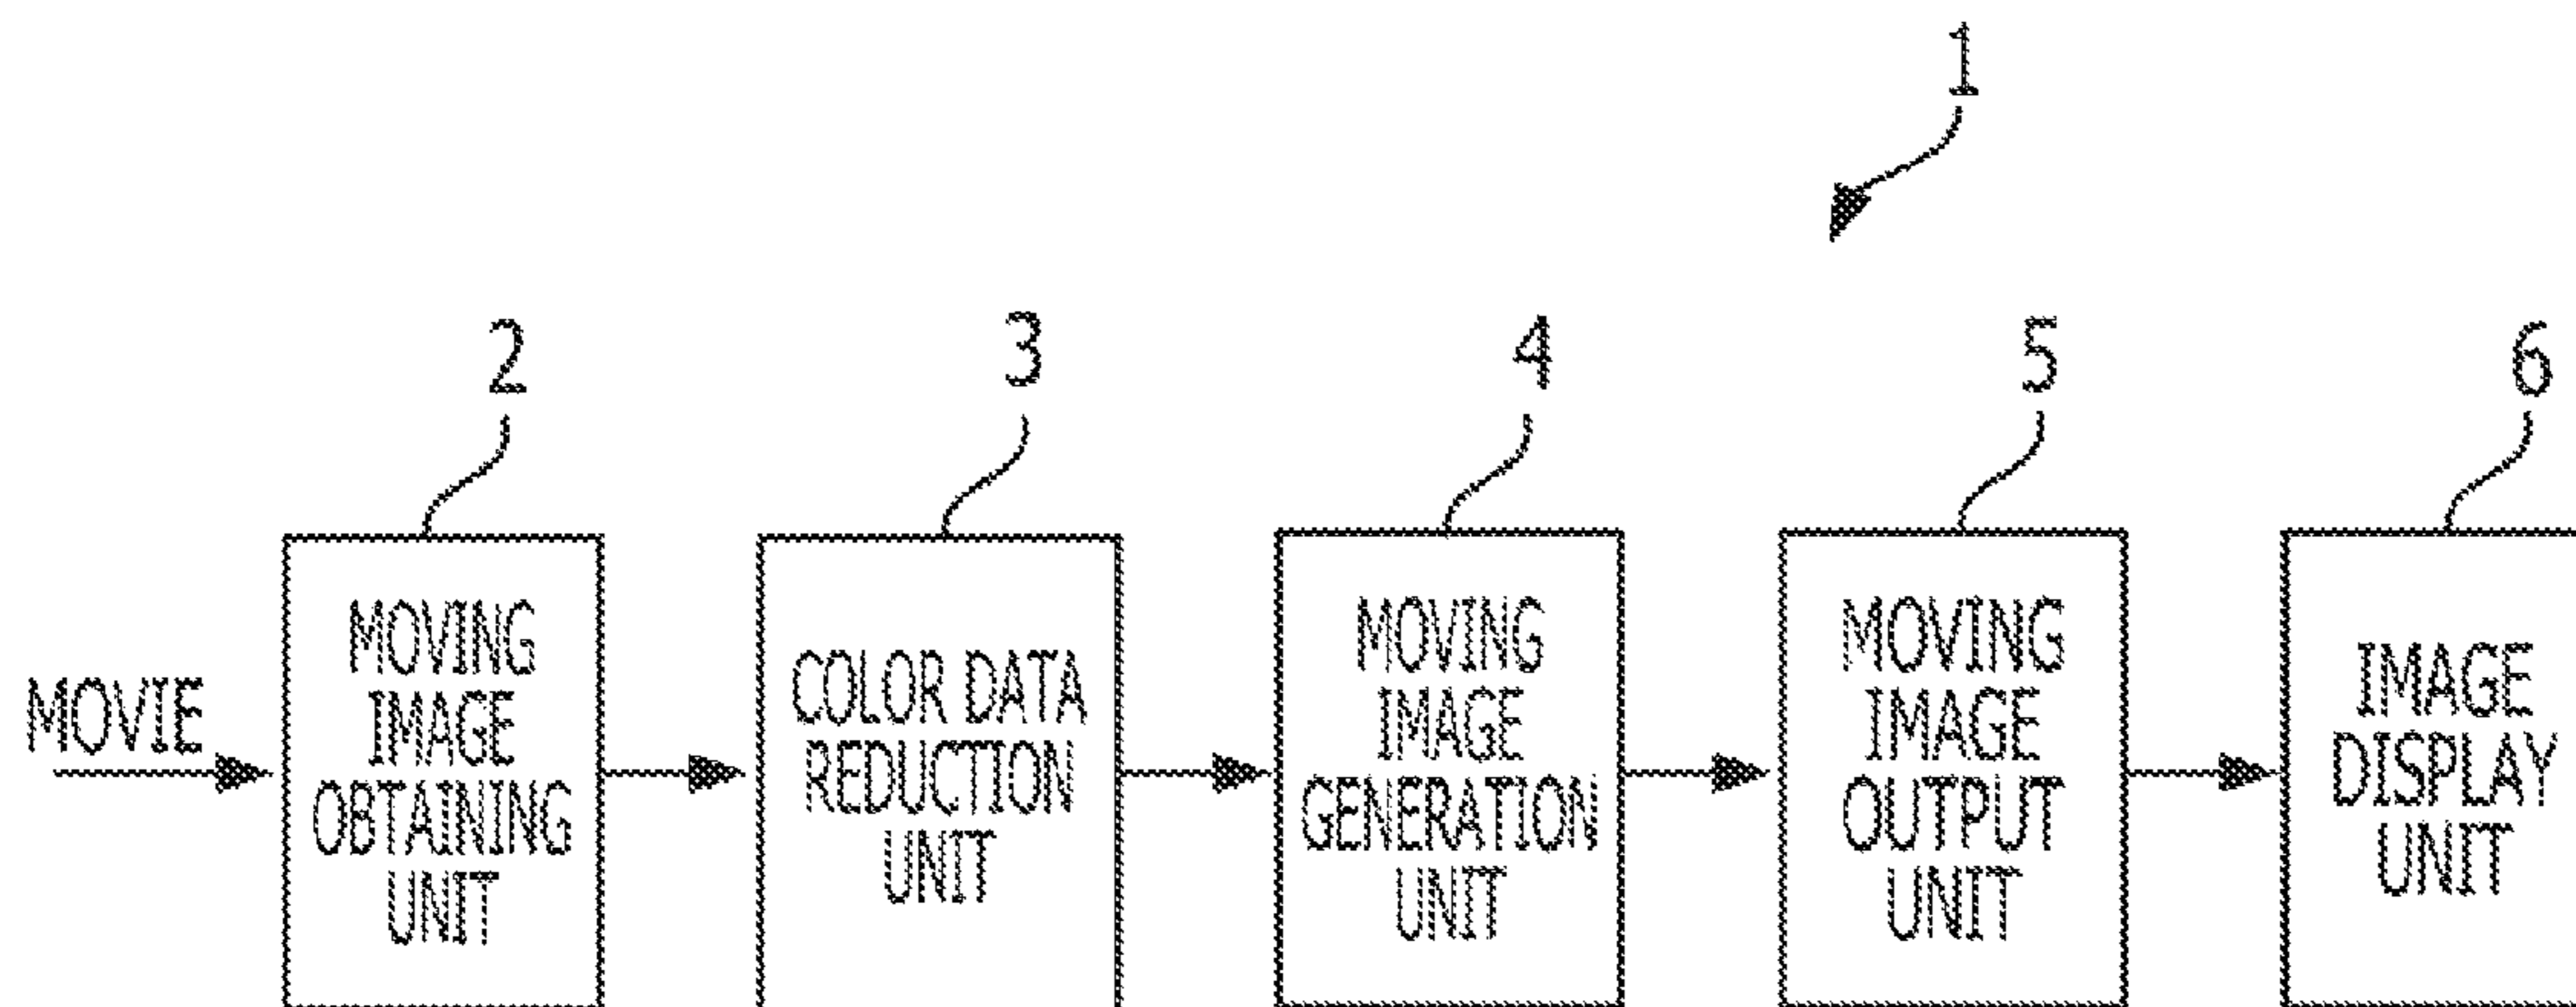 1
2
3
4
5
6
MOVIE
MOVING
IMAGE
OBTAINING
UNIT
COLOR DATA
REDUCTION
UNIT
MOVING
IMAGE
GENERATION
UNIT
MOVING
IMAGE
OUTPUT
UNIT
IMAGE
DISPLAY
UNIT